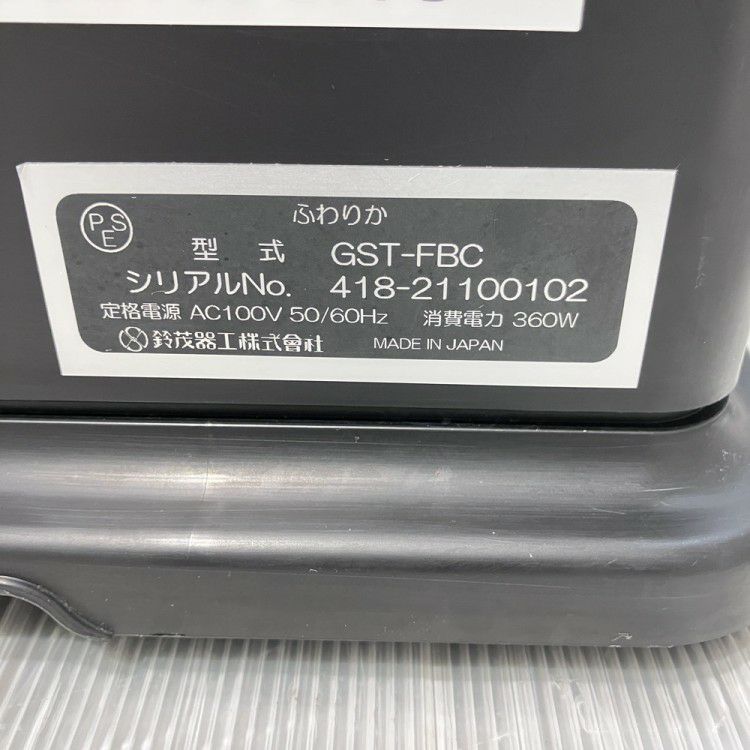 PSE
ふわりか
型 式 GST-FBC
シリアルNo. 418-21100102
定格電源 AC100V 50/60Hz 消費電力 360W
鈴茂器工株式會社 MADE IN JAPAN